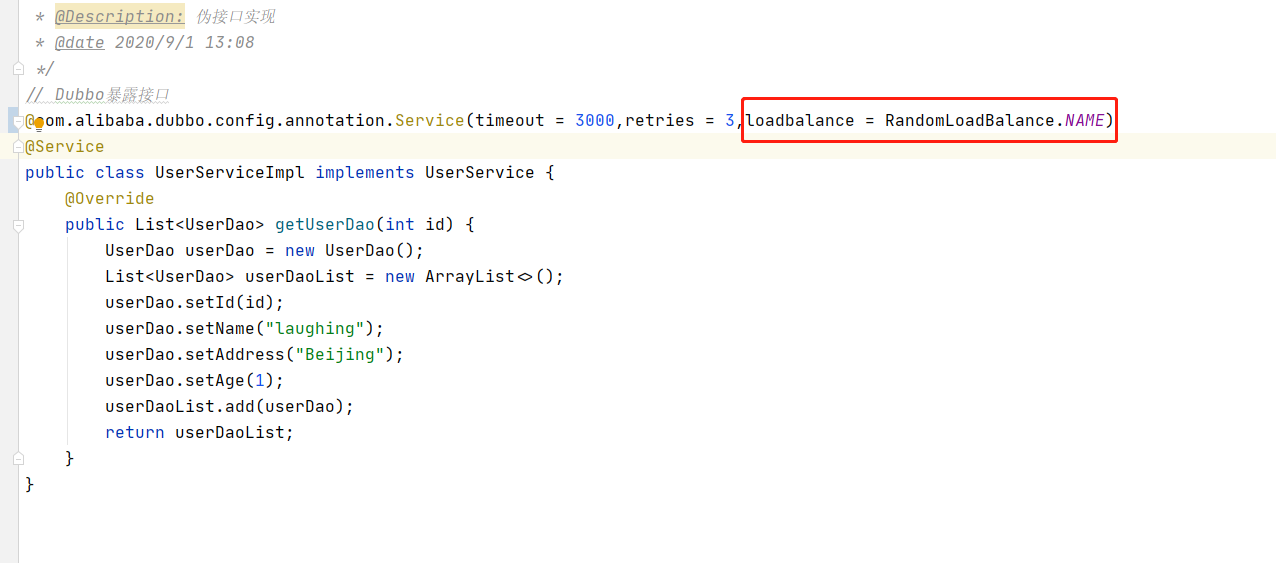 * @Description: 伪接口实现
* @date 2020/9/1 13:08
*/
// Dubbo暴露接口
@com.alibaba.dubbo.config.annotation.Service(timeout = 3000,retries = 3,loadbalance = RandomLoadBalance.NAME)
@Service
public class UserServiceImpl implements UserService {
@Override
public List<UserDao> getUserDao(int id) {
UserDao userDao = new UserDao();
List<UserDao> userDaoList = new ArrayList<>();
userDao.setId(id);
userDao.setName("laughing");
userDao.setAddress("Beijing");
userDao.setAge(1);
userDaoList.add(userDao);
return userDaoList;
}
}